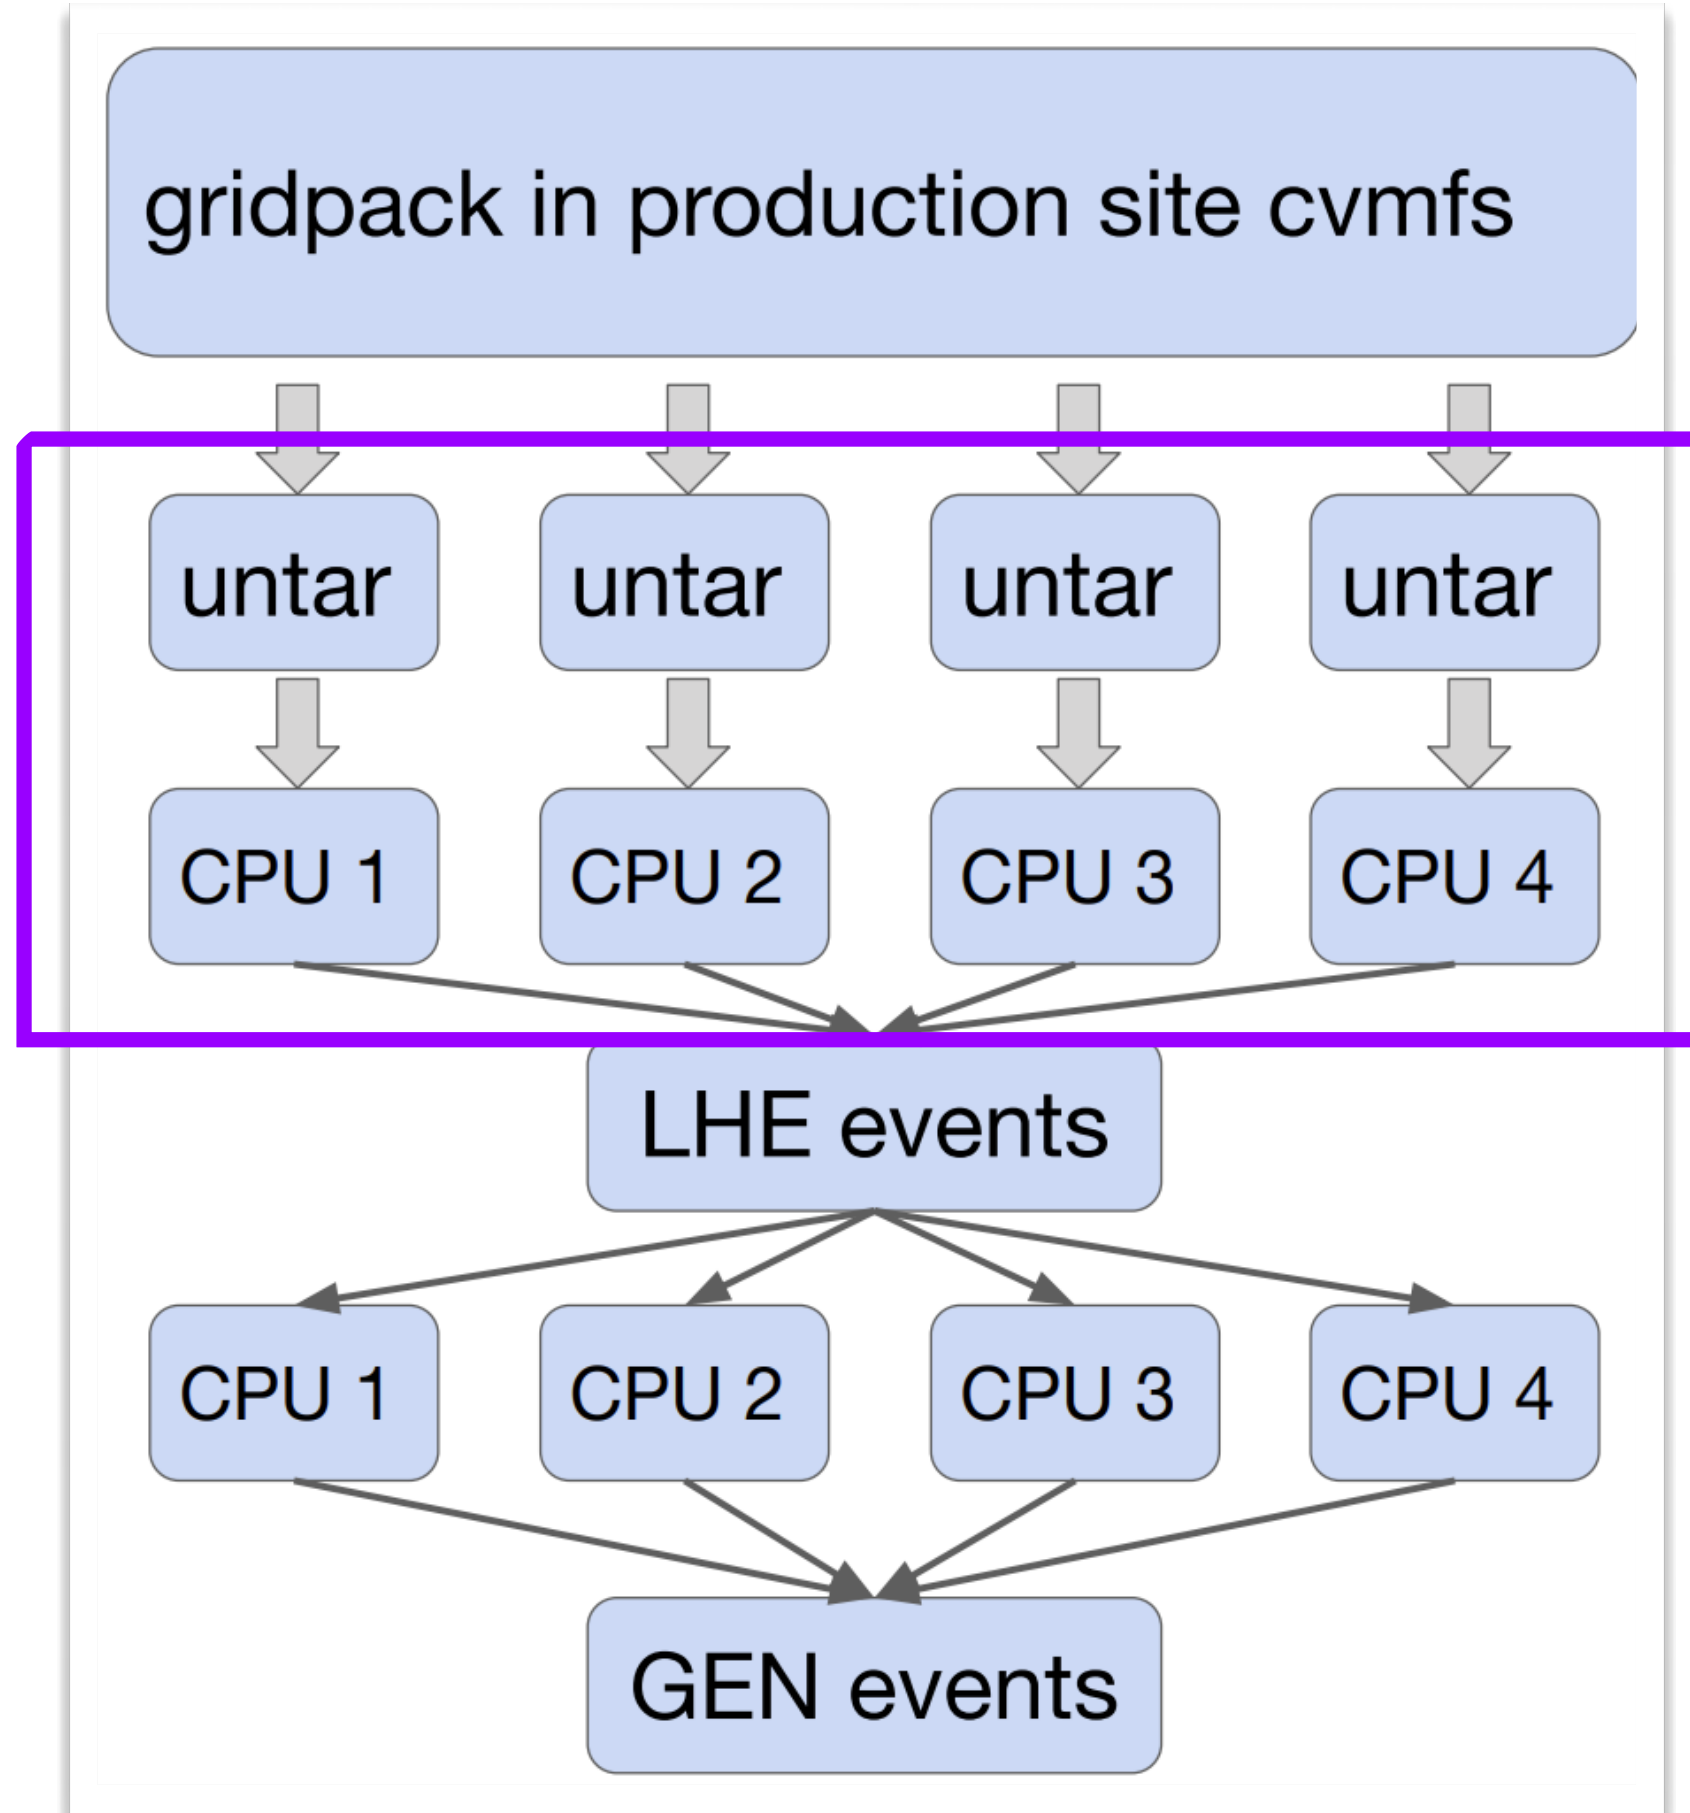 gridpack in production site cvmfs
untar untar untar untar
CPU 1 CPU 2 CPU 3 CPU 4
LHE events
CPU 1 CPU 2 CPU 3 CPU 4
GEN events